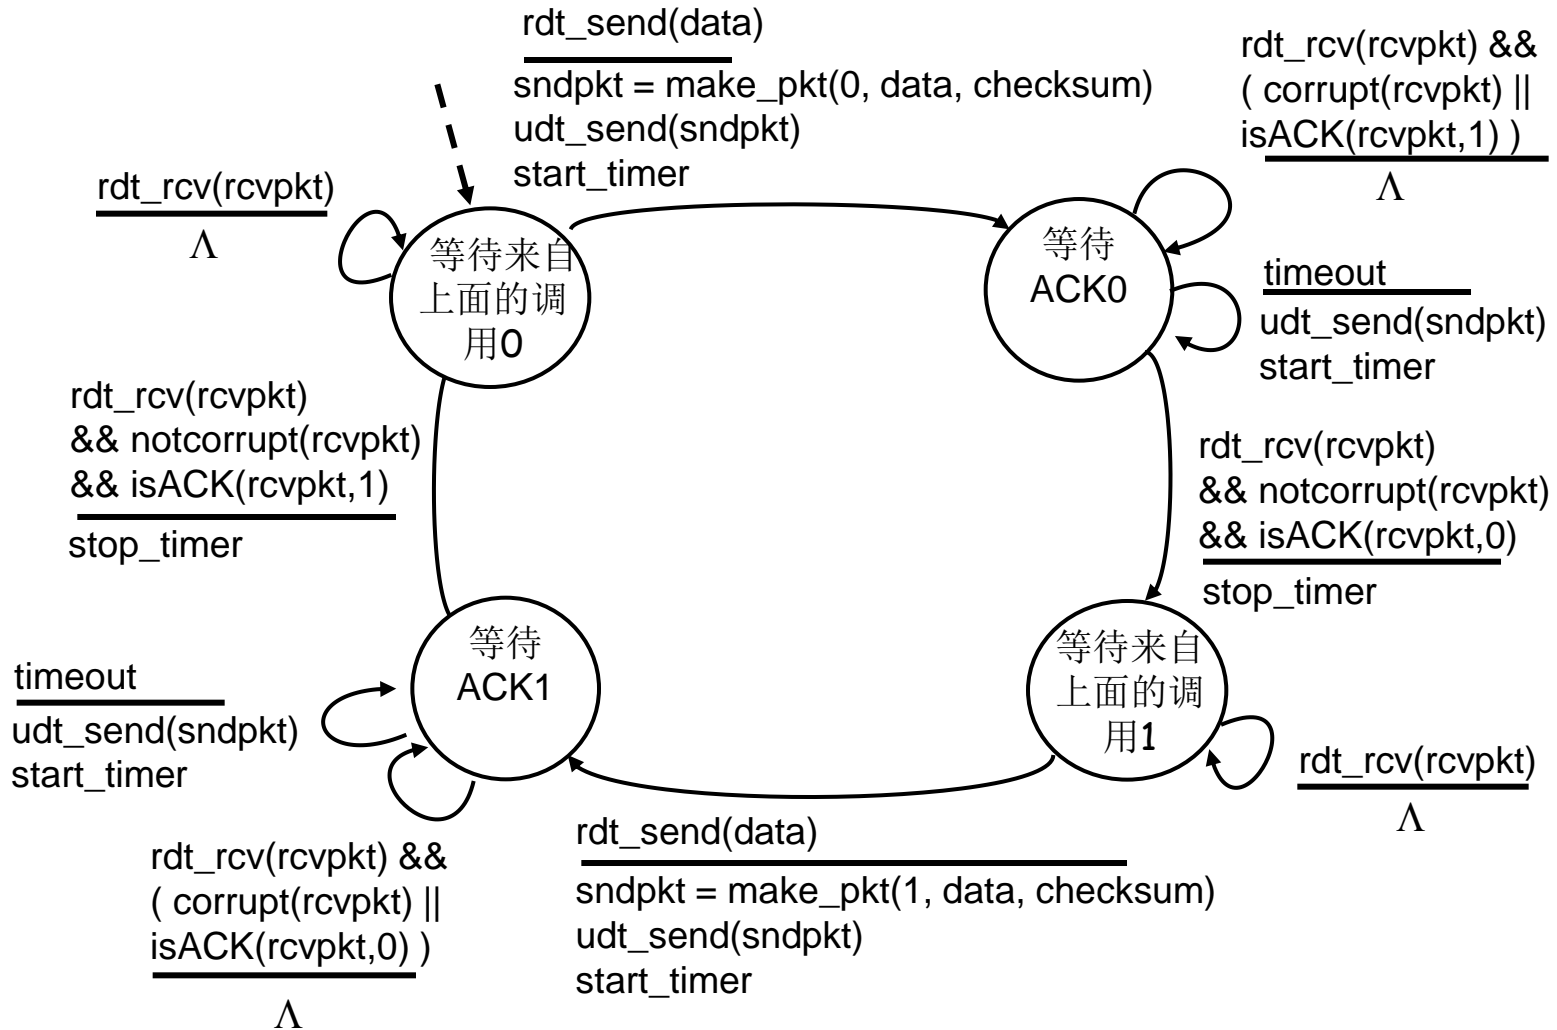 rdt_send(data)
sndpkt = make_pkt(0, data, checksum)
udt_send(sndpkt)
start_timer
rdt_rcv(rcvpkt) &&
( corrupt(rcvpkt) ||
isACK(rcvpkt,1) )
Λ
rdt_rcv(rcvpkt)
Λ
等待来自
上面的调
用0
等待
ACK0
timeout
udt_send(sndpkt)
start_timer
rdt_rcv(rcvpkt)
&& notcorrupt(rcvpkt)
&& isACK(rcvpkt,1)
stop_timer
rdt_rcv(rcvpkt)
&& notcorrupt(rcvpkt)
&& isACK(rcvpkt,0)
stop_timer
等待
ACK1
等待来自
上面的调
用1
timeout
udt_send(sndpkt)
start_timer
rdt_rcv(rcvpkt)
Λ
rdt_rcv(rcvpkt) &&
( corrupt(rcvpkt) ||
isACK(rcvpkt,0) )
Λ
rdt_send(data)
sndpkt = make_pkt(1, data, checksum)
udt_send(sndpkt)
start_timer